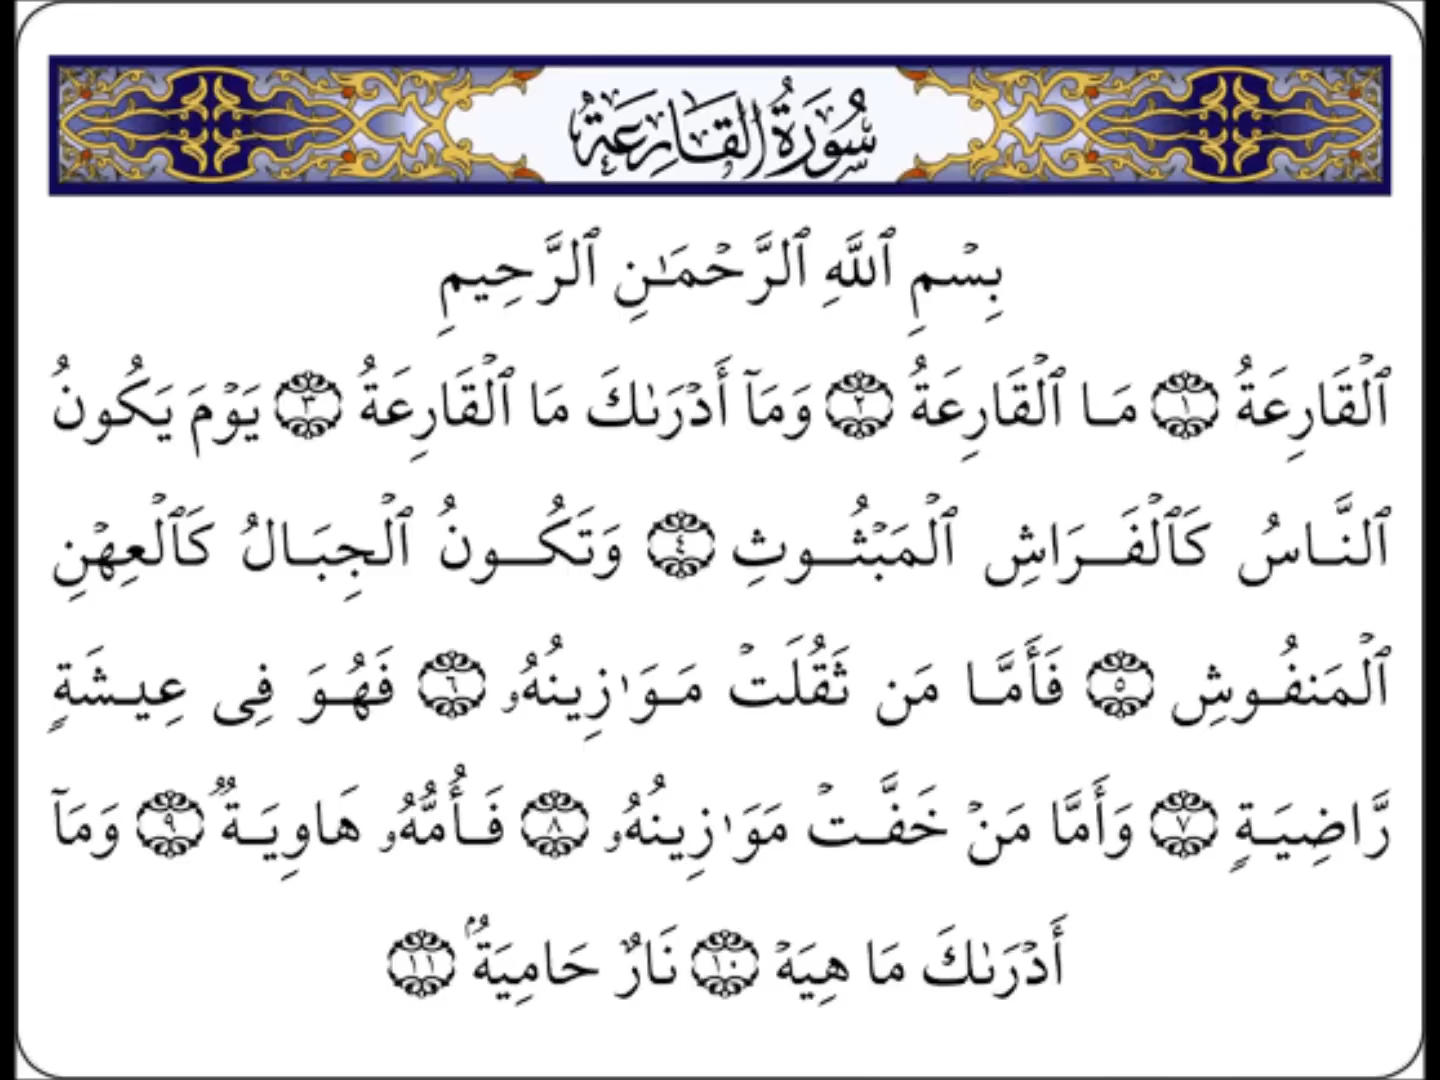 سُورَةُ القَارِعَةُ
بِسْمِ ٱللَّهِ ٱلرَّحْمَـٰنِ ٱلرَّحِيمِ
ٱلْقَارِعَةُ ١ مَا ٱلْقَارِعَةُ ٢ وَمَآ أَدْرَىٰكَ مَا ٱلْقَارِعَةُ ٣ يَوْمَ يَكُونُ
ٱلنَّاسُ كَٱلْفَرَاشِ ٱلْمَبْثُوثِ ٤ وَتَكُونُ ٱلْجِبَالُ كَٱلْعِهْنِ
ٱلْمَنفُوشِ ٥ فَأَمَّا مَن ثَقُلَتْ مَوَٰزِينُهُۥ ٦ فَهُوَ فِى عِيشَةٍ
رَّاضِيَةٍ ٧ وَأَمَّا مَنْ خَفَّتْ مَوَٰزِينُهُۥ ٨ فَأُمُّهُۥ هَاوِيَةٌ ٩ وَمَآ
أَدْرَىٰكَ مَا هِيَهْ ١٠ نَارٌ حَامِيَةٌۢ ١١